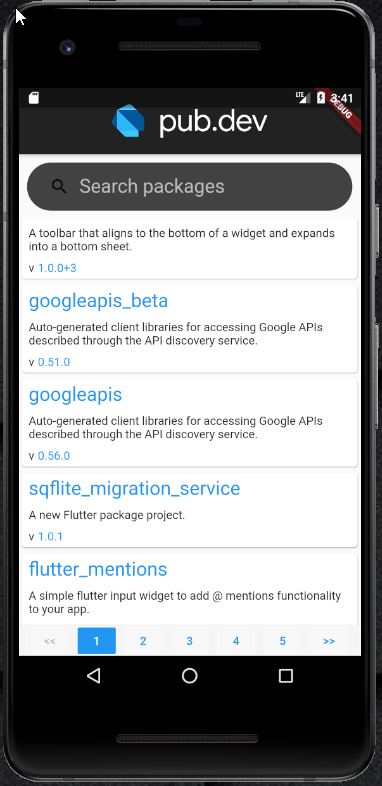 LTE 3:41
DEBUG
pub.dev
Search packages
A toolbar that aligns to the bottom of a widget and expands
into a bottom sheet.
v 1.0.0+3
googleapis_beta
Auto-generated client libraries for accessing Google APIs
described through the API discovery service.
v 0.51.0
googleapis
Auto-generated client libraries for accessing Google APIs
described through the API discovery service.
v 0.56.0
sqflite_migration_service
A new Flutter package project.
v 1.0.1
flutter_mentions
A simple flutter input widget to add @ mentions functionality
to your app.
<< 1 2 3 4 5 >>